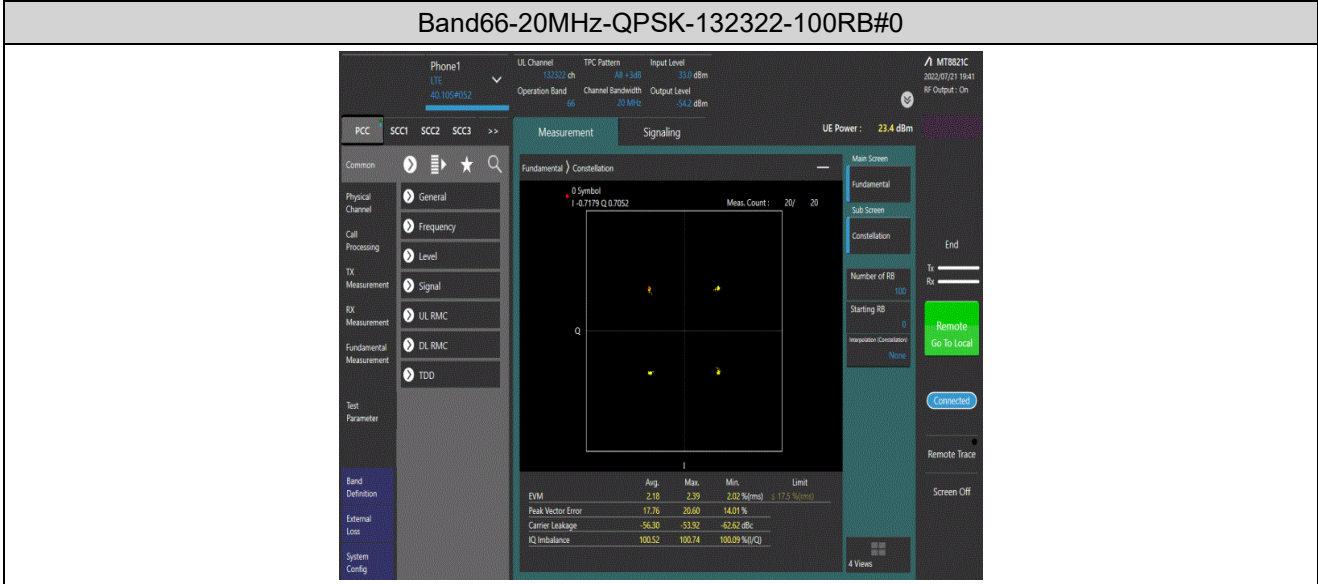 Band66-20MHz-QPSK-132322-100RB#0
Phone1
LTE
40.10S#052
UL Channel TPC Pattern Input Level
132322 ch All +3dB 33.0 dBm
Operation Band Channel Bandwidth Output Level
66 20 MHz -54.2 dBm
MT8821C
2022/07/21 19:41
RF Output : On
PCC SCC1 SCC2 SCC3 >>
Measurement Signaling UE Power : 23.4 dBm
Common
Physical Channel
Call Processing
TX Measurement
RX Measurement
Fundamental Measurement
Test Parameter
Band Definition
External Loss
System Config
General
Frequency
Level
Signal
UL RMC
DL RMC
TDD
Fundamental 〉 Constellation
0 Symbol
I -0.7179 Q 0.7052 Meas. Count : 20/ 20
Q
I
Avg. Max. Min. Limit
EVM 2.18 2.39 2.02 %(rms) ≤ 17.5 %(rms)
Peak Vector Error 17.76 20.60 14.01 %
Carrier Leakage -56.30 -53.92 -62.62 dBc
IQ Imbalance 100.52 100.74 100.09 %(I/Q)
Main Screen
Fundamental
Sub Screen
Constellation
Number of RB
100
Starting RB
0
Interpolation (Constellation)
None
4 Views
End
Tx
Rx
Remote
Go To Local
Connected
Remote Trace
Screen Off